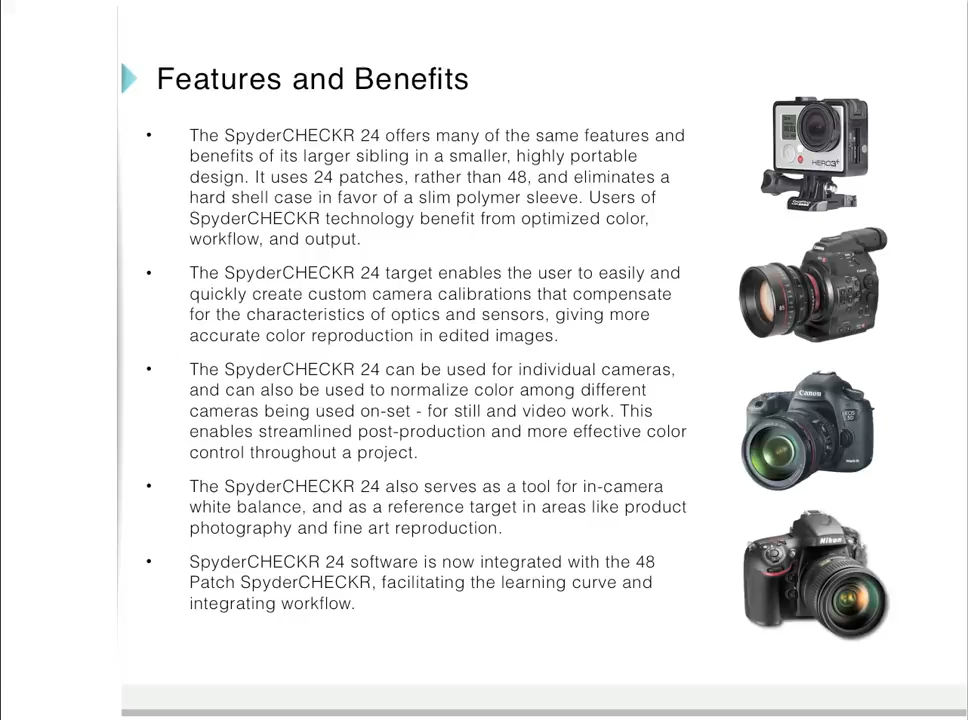 Features and Benefits
• The SpyderCHECKR 24 offers many of the same features and
benefits of its larger sibling in a smaller, highly portable
design. It uses 24 patches, rather than 48, and eliminates a
hard shell case in favor of a slim polymer sleeve. Users of
SpyderCHECKR technology benefit from optimized color,
workflow, and output.
• The SpyderCHECKR 24 target enables the user to easily and
quickly create custom camera calibrations that compensate
for the characteristics of optics and sensors, giving more
accurate color reproduction in edited images.
• The SpyderCHECKR 24 can be used for individual cameras,
and can also be used to normalize color among different
cameras being used on-set - for still and video work. This
enables streamlined post-production and more effective color
control throughout a project.
• The SpyderCHECKR 24 also serves as a tool for in-camera
white balance, and as a reference target in areas like product
photography and fine art reproduction.
• SpyderCHECKR 24 software is now integrated with the 48
Patch SpyderCHECKR, facilitating the learning curve and
integrating workflow.
HERO3+
Canon
EOS
5D
Nikon